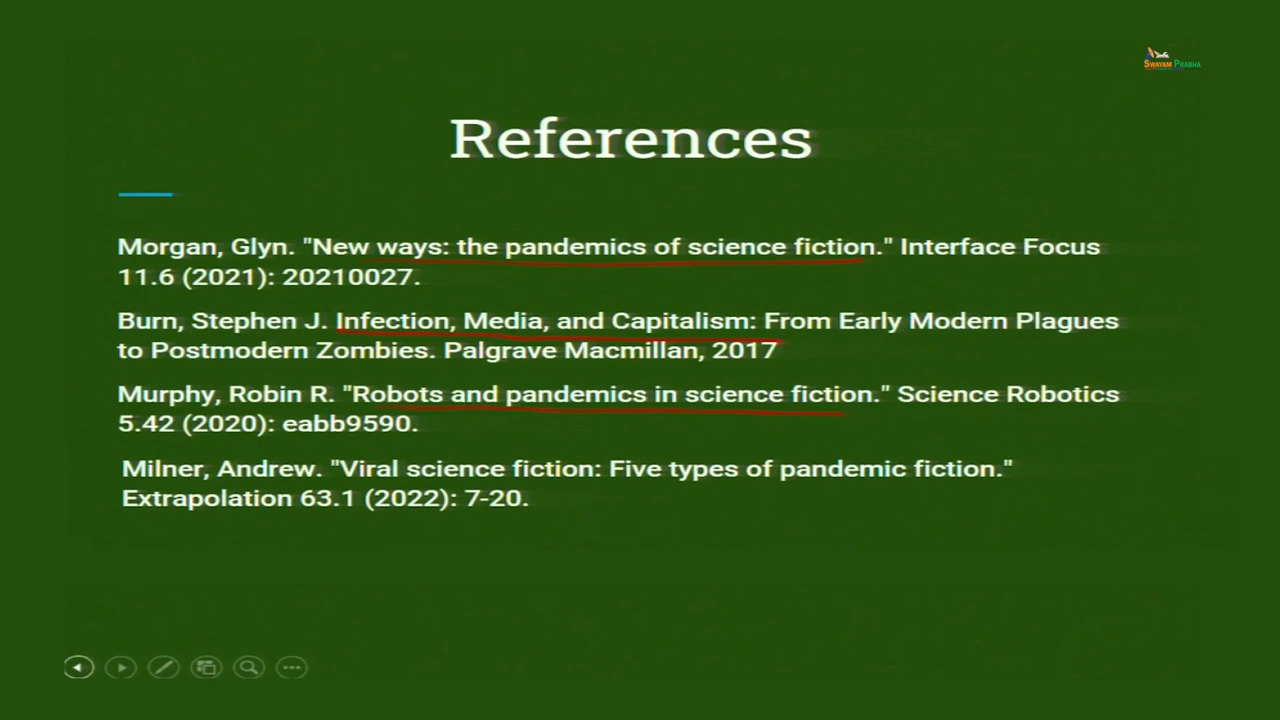 SWAYAM PRABHA
References
Morgan, Glyn. "New ways: the pandemics of science fiction." Interface Focus
11.6 (2021): 20210027.
Burn, Stephen J. Infection, Media, and Capitalism: From Early Modern Plagues
to Postmodern Zombies. Palgrave Macmillan, 2017
Murphy, Robin R. "Robots and pandemics in science fiction." Science Robotics
5.42 (2020): eabb9590.
Milner, Andrew. "Viral science fiction: Five types of pandemic fiction."
Extrapolation 63.1 (2022): 7-20.